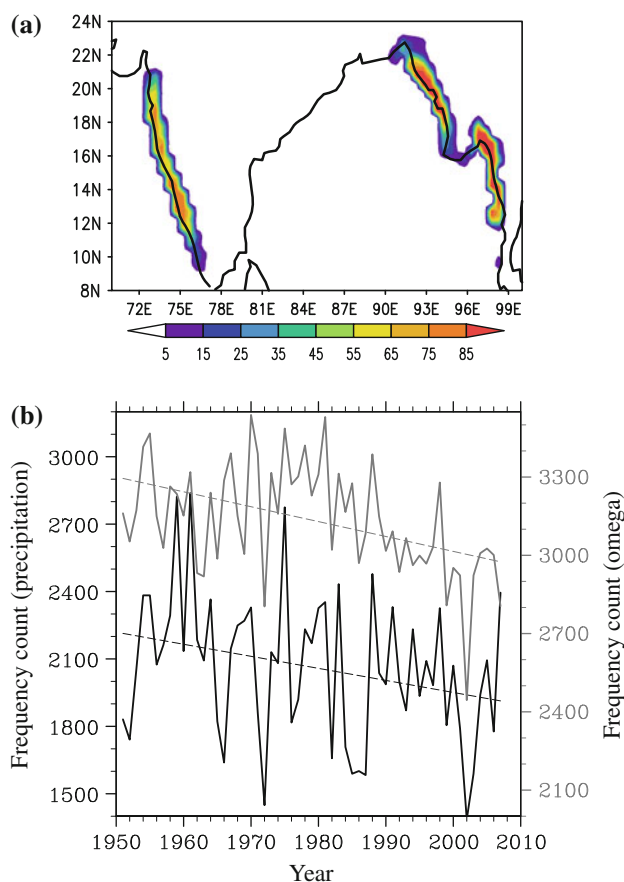 (a)
24N
22N
20N
18N
16N
14N
12N
10N
8N
72E 75E 78E 81E 84E 87E 90E 93E 96E 99E
5 15 25 35 45 55 65 75 85
(b)
Frequency count (precipitation)
3000
2700
2400
2100
1800
1500
3300
3000
2700
2400
2100
Frequency count (omega)
1950 1960 1970 1980 1990 2000 2010
Year